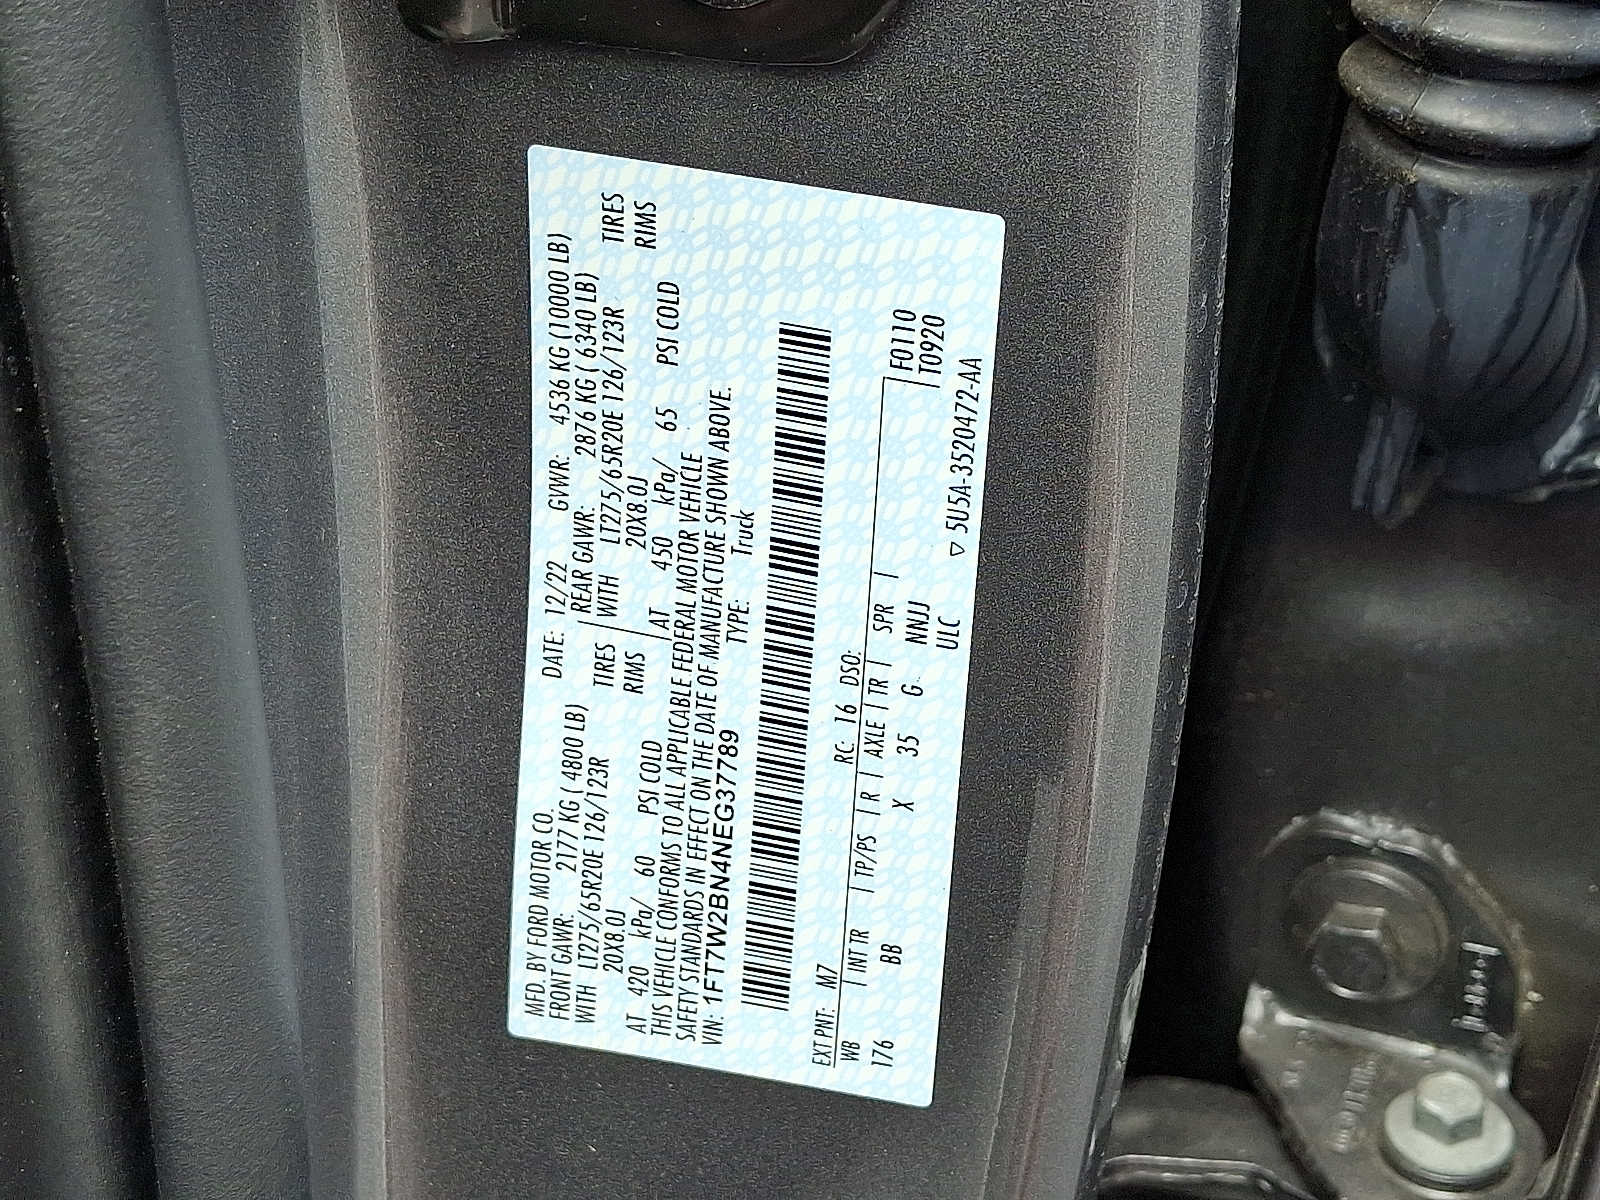 MFD. BY FORD MOTOR CO. DATE: 12/22 GVWR: 4536 KG (10000 LB)
FRONT GAWR: 2177 KG ( 4800 LB) REAR GAWR: 2876 KG ( 6340 LB)
WITH LT275/65R20E 126/123R TIRES WITH LT275/65R20E 126/123R TIRES
20X8.0J RIMS 20X8.0J RIMS
AT 420 kPa/ 60 PSI COLD AT 450 kPa/ 65 PSI COLD
THIS VEHICLE CONFORMS TO ALL APPLICABLE FEDERAL MOTOR VEHICLE
SAFETY STANDARDS IN EFFECT ON THE DATE OF MANUFACTURE SHOWN ABOVE.
VIN: 1FT7W2BN4NEG37789 TYPE: Truck
EXT PNT: M7 RC: 16 DSO:
WB | INT TR | TP/PS | R | AXLE | TR | SPR | F0110
176 BB X 35 G NNJJ T0920
ULC
▽ 5U5A-3520472-AA